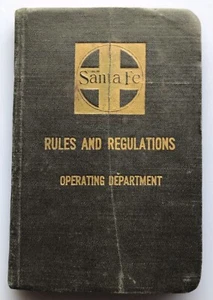 Santa Fe
RULES AND REGULATIONS
OPERATING DEPARTMENT